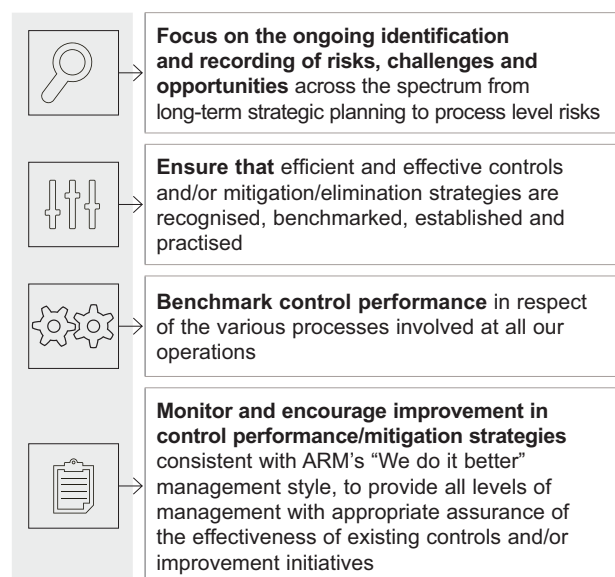 Focus on the ongoing identification
and recording of risks, challenges and
opportunities across the spectrum from
long-term strategic planning to process level risks
Ensure that efficient and effective controls
and/or mitigation/elimination strategies are
recognised, benchmarked, established and
practised
Benchmark control performance in respect
of the various processes involved at all our
operations
Monitor and encourage improvement in
control performance/mitigation strategies
consistent with ARM’s “We do it better”
management style, to provide all levels of
management with appropriate assurance of
the effectiveness of existing controls and/or
improvement initiatives